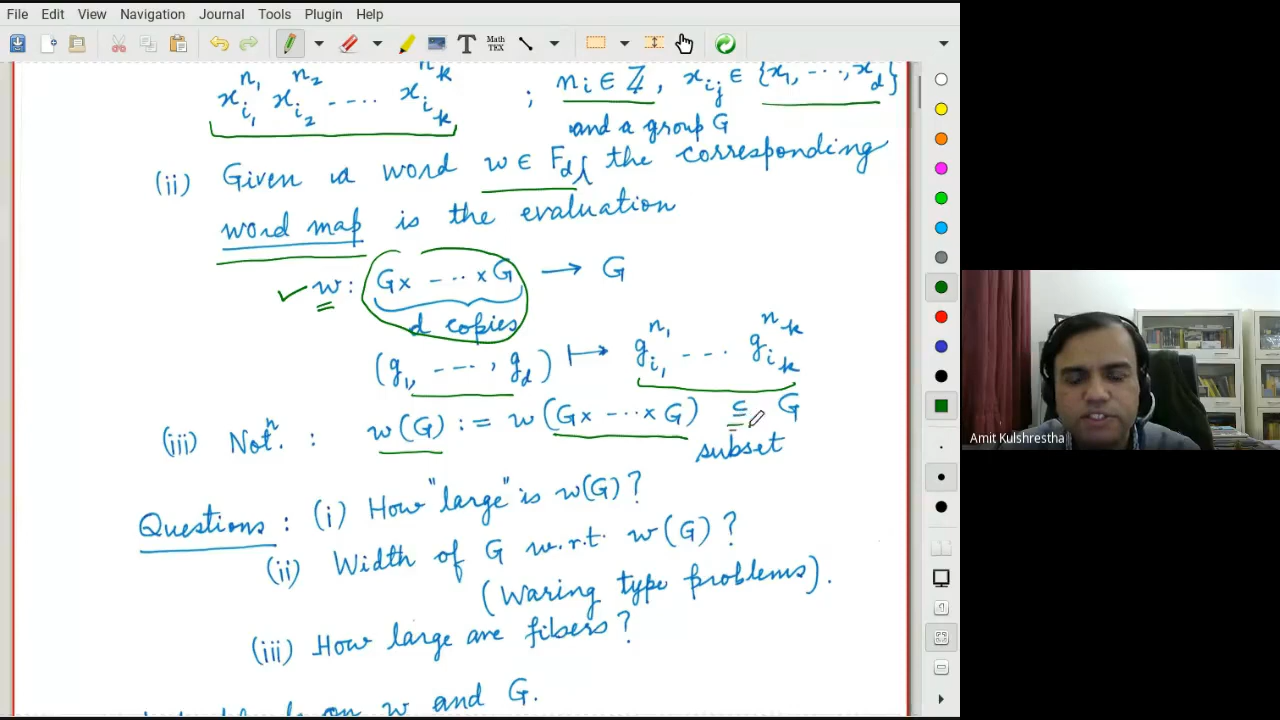 File Edit View Navigation Journal Tools Plugin Help
T Math TEX
x_{i_1}^{n_1} x_{i_2}^{n_2} - ··· x_{i_k}^{n_k} ; n_i ∈ ℤ, x_{i_j} ∈ {x_1, -··, x_d}
and a group G
(ii) Given a word w ∈ F_d, the corresponding
word map is the evaluation
✓ w : G× - ·· ×G → G
d copies
(g_1, - --, g_d) ↦ g_{i_1}^{n_1} - -·· g_{i_k}^{n_k}
(iii) Notⁿ. : w(G) := w(G× - ·· × G) ⊆ G
subset
Questions : (i) How "large" is w(G) ?
(ii) Width of G w.r.t. w(G) ?
(Waring type problems).
(iii) How large are fibers ?
on w and G.
Amit Kulshrestha